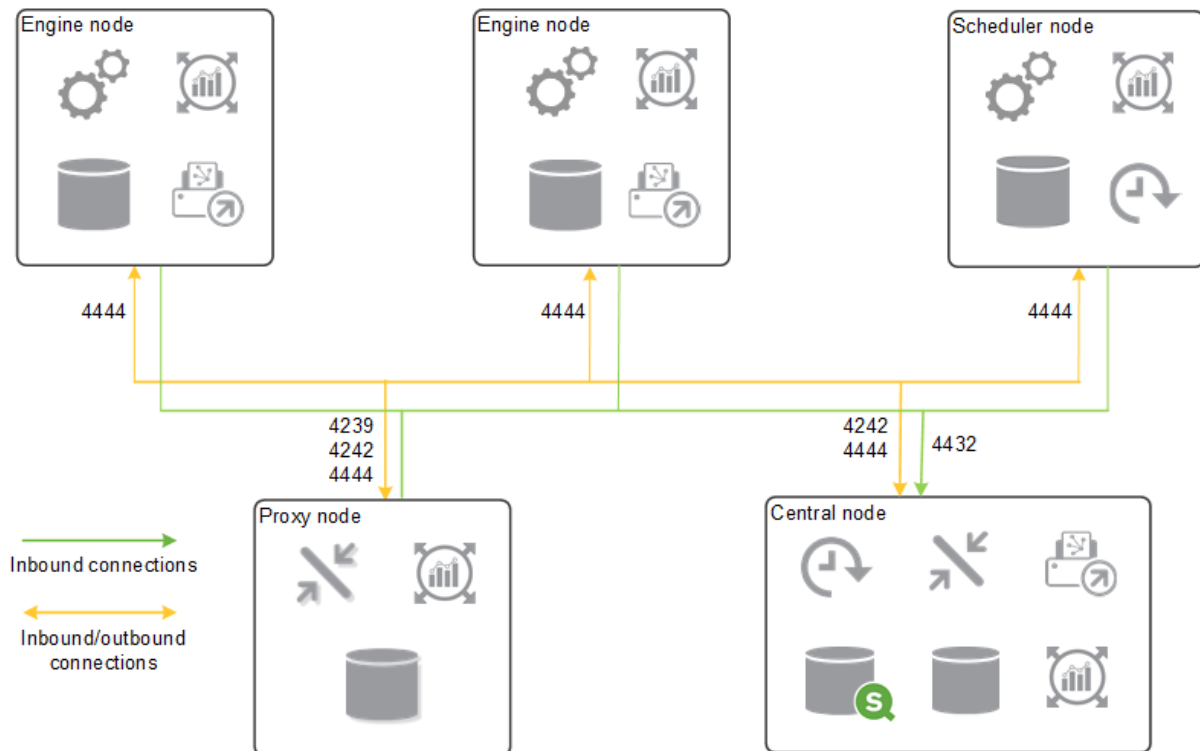 Engine node
Engine node
Scheduler node
4444
4444
4444
4239
4242
4444
4242
4444
4432
Proxy node
Central node
Inbound connections
Inbound/outbound
connections
S